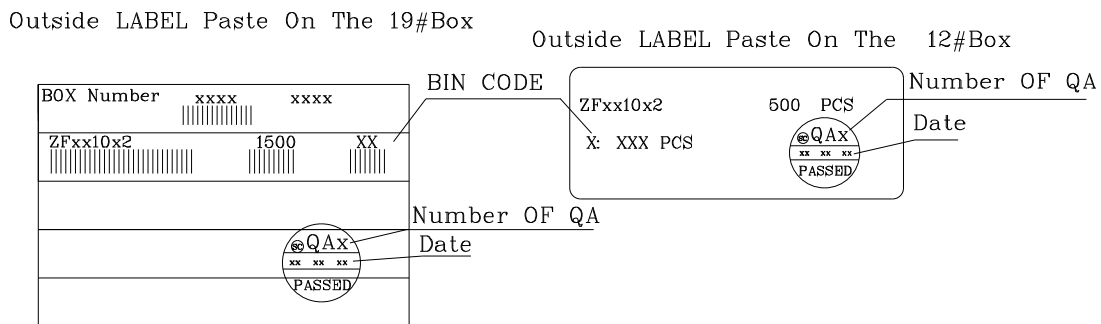 Outside LABEL Paste On The 19#Box
Outside LABEL Paste On The 12#Box
BOX Number xxxx xxxx
ZFxx10x2 1500 XX
BIN CODE
QAx
xx xx xx
PASSED
Number OF QA
Date
ZFxx10x2 500 PCS
X: XXX PCS
QAx
xx xx xx
PASSED
Number OF QA
Date